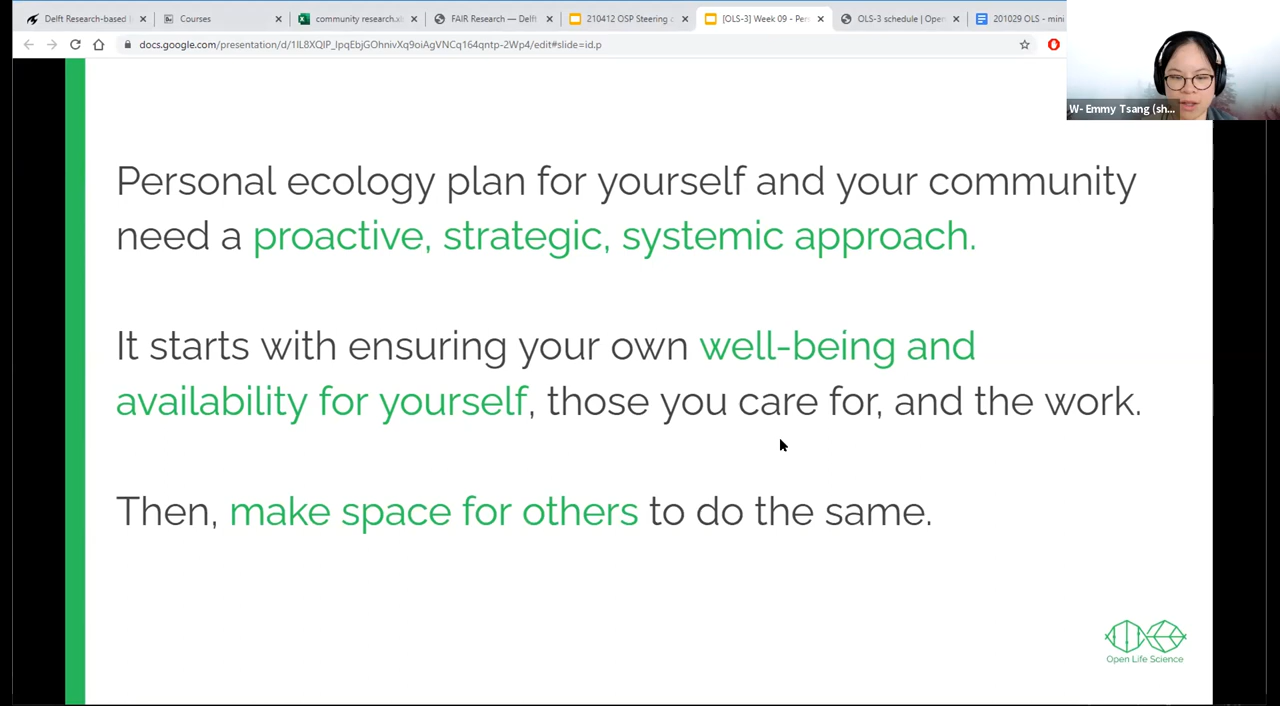 Delft Research-based
Courses
community research.x
FAIR Research — Delft
210412 OSP Steering
[OLS-3] Week 09 - Per
OLS-3 schedule | Open
201029 OLS - mini
docs.google.com/presentation/d/
/edit#slide=id.p
W- Emmy Tsang (sh...
Personal ecology plan for yourself and your community
need a proactive, strategic, systemic approach.
It starts with ensuring your own well-being and
availability for yourself, those you care for, and the work.
Then, make space for others to do the same.
Open Life Science